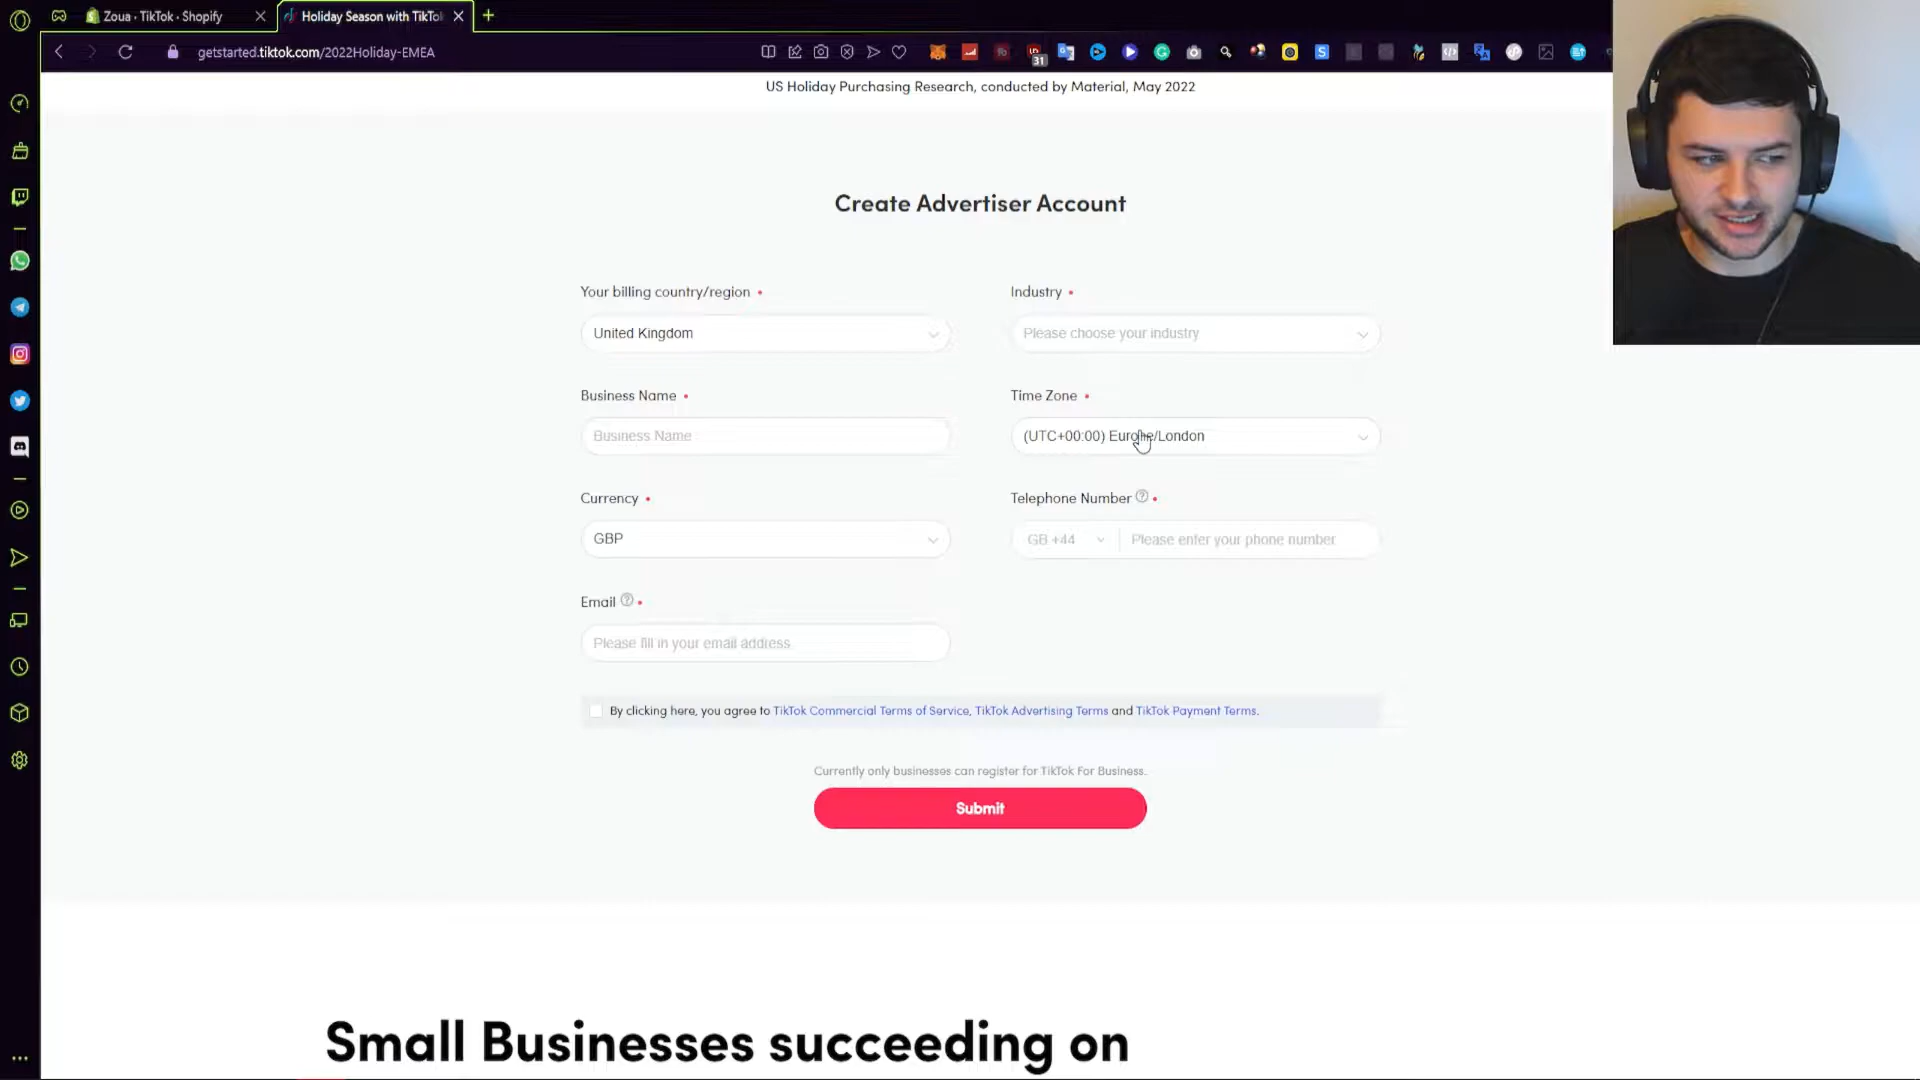 Zoua · TikTok · Shopify
Holiday Season with TikTo
getstarted.tiktok.com/2022Holiday-EMEA
31
US Holiday Purchasing Research, conducted by Material, May 2022
Create Advertiser Account
Your billing country/region •
Industry •
United Kingdom
Please choose your industry
Business Name •
Time Zone •
Business Name
(UTC+00:00) Europe/London
Currency •
Telephone Number ? •
GBP
GB +44
Please enter your phone number
Email ? •
Please fill in your email address
By clicking here, you agree to TikTok Commercial Terms of Service, TikTok Advertising Terms and TikTok Payment Terms.
Currently only businesses can register for TikTok For Business.
Submit
Small Businesses succeeding on